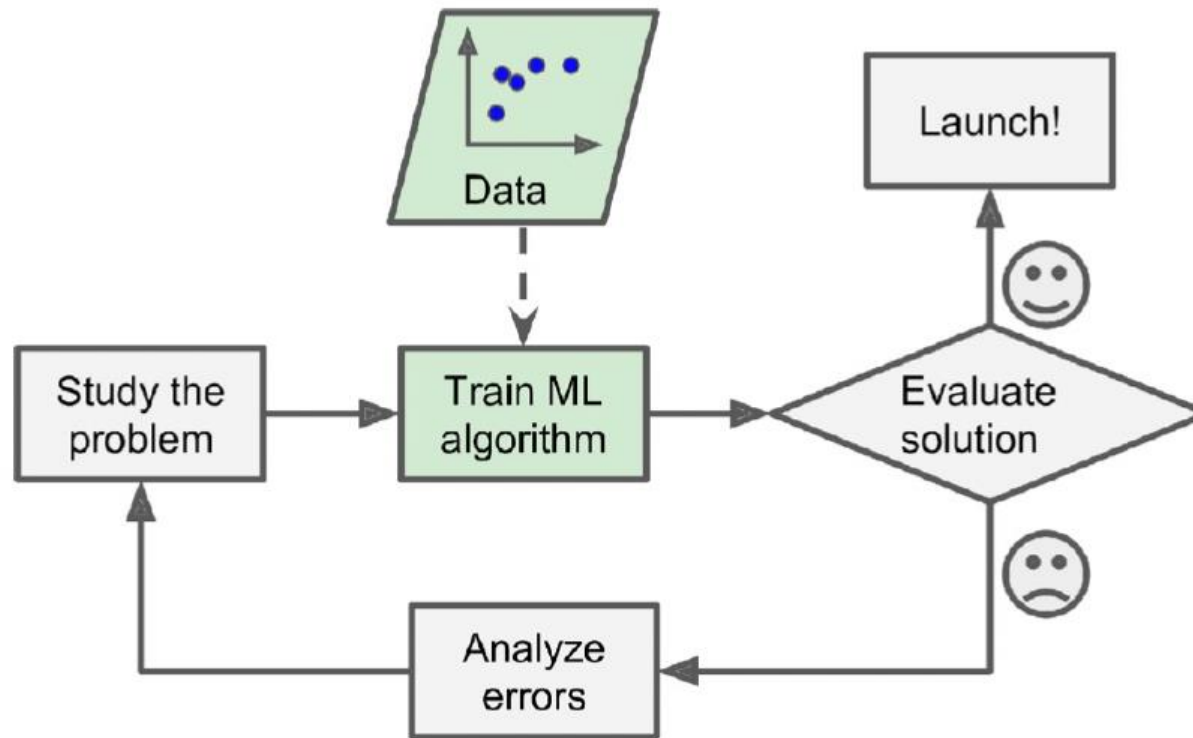 Data
Launch!
Study the
problem
Train ML
algorithm
Evaluate
solution
Analyze
errors